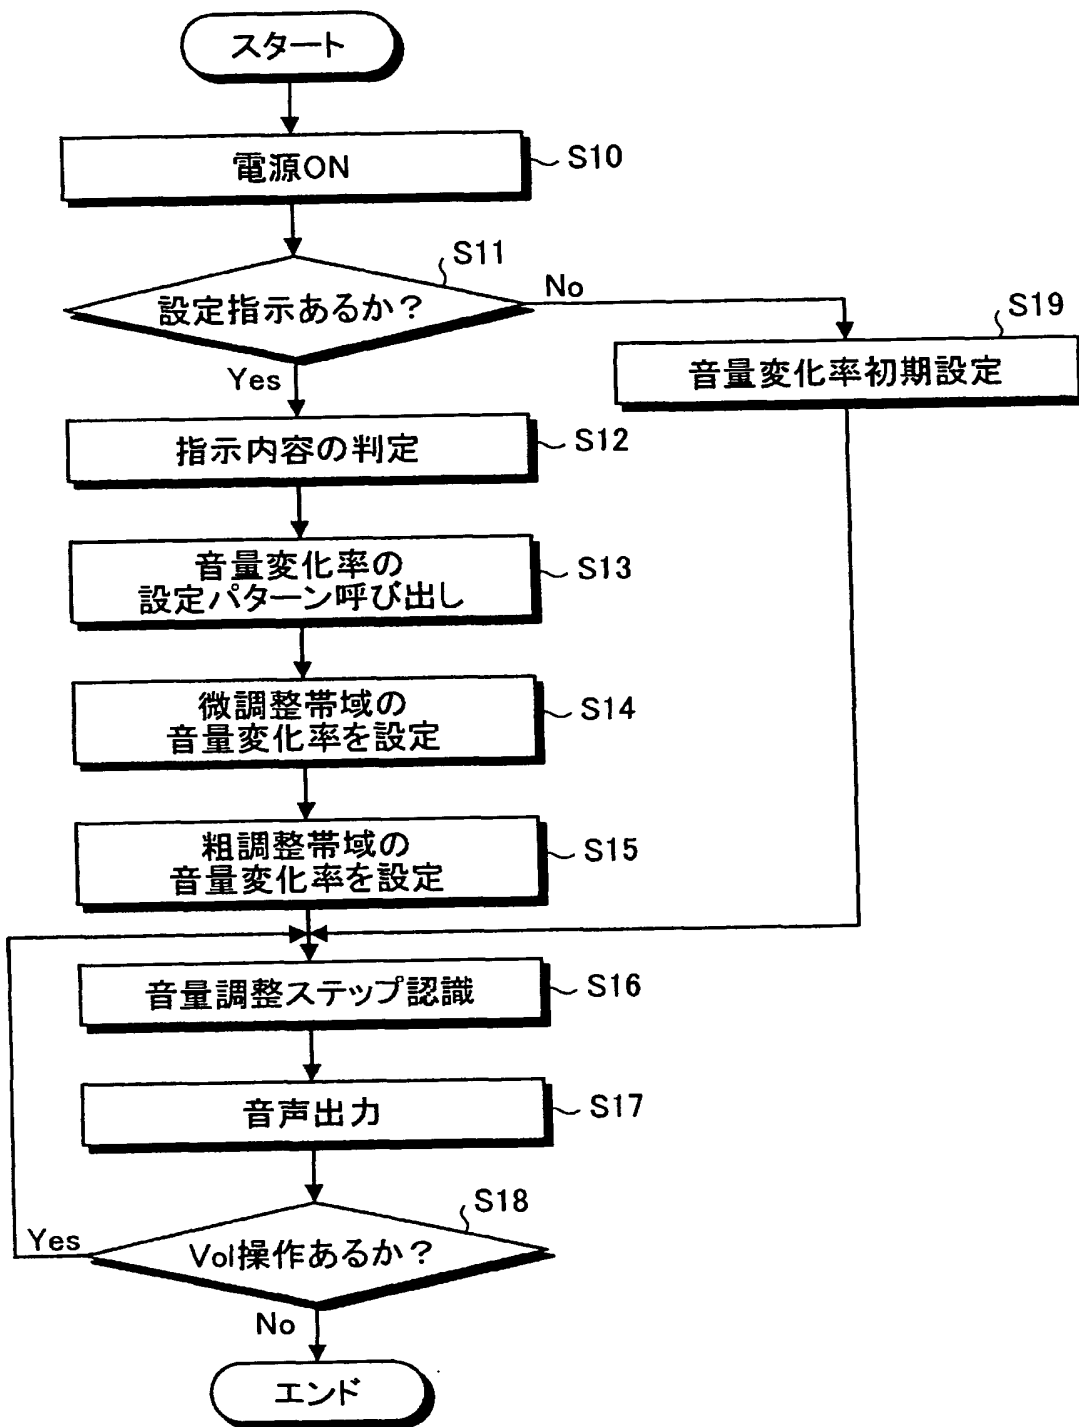 スタート
電源ON
S10
S11
設定指示あるか？
No
Yes
S19
音量変化率初期設定
指示内容の判定
S12
音量変化率の
設定パターン呼び出し
S13
微調整帯域の
音量変化率を設定
S14
粗調整帯域の
音量変化率を設定
S15
音量調整ステップ認識
S16
音声出力
S17
S18
Vol操作あるか？
Yes
No
エンド